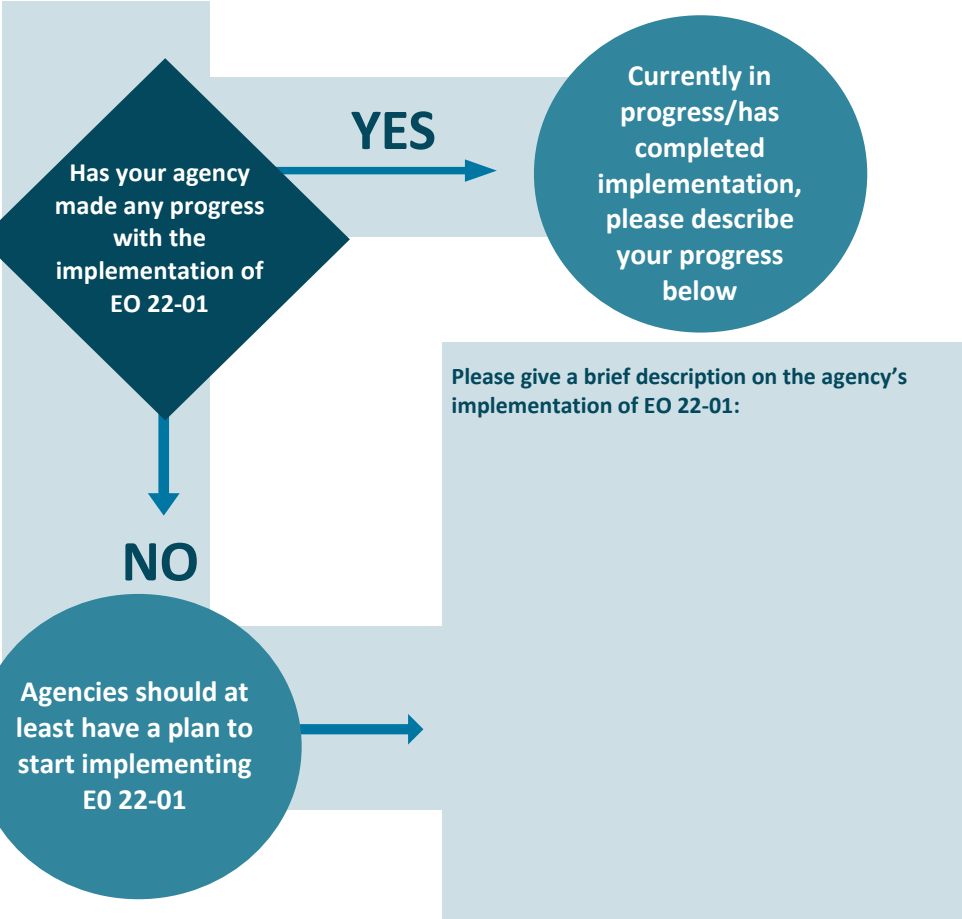 Has your agency
made any progress
with the
implementation of
EO 22-01
YES
Currently in
progress/has
completed
implementation,
please describe
your progress
below
Please give a brief description on the agency’s
implementation of EO 22-01:
NO
Agencies should at
least have a plan to
start implementing
E0 22-01